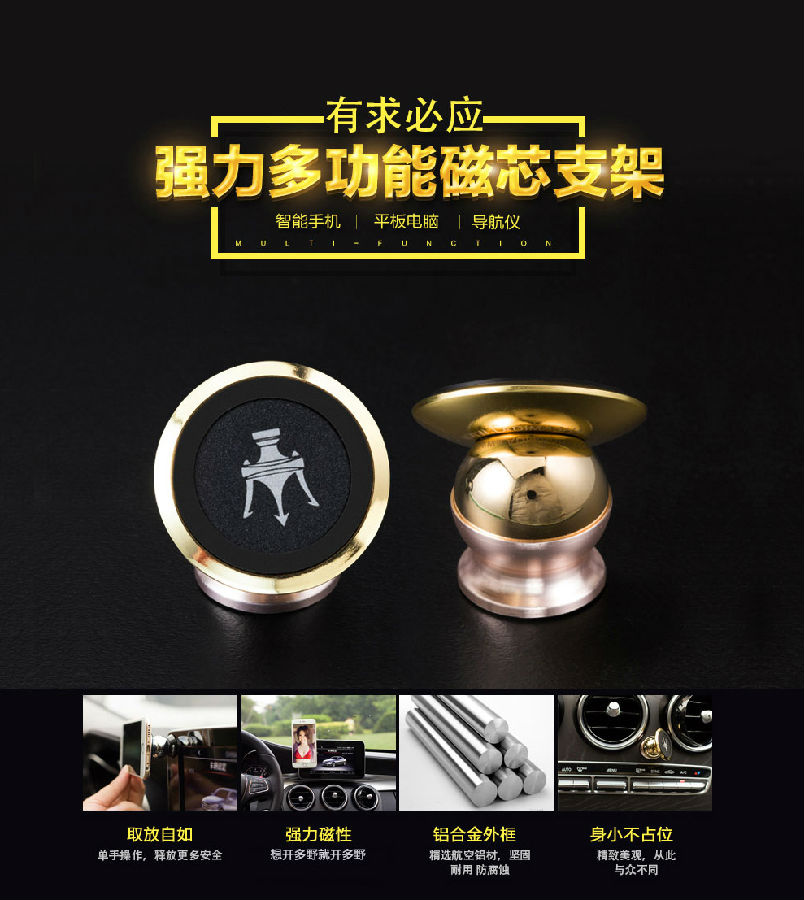 有求必应
强力多功能磁芯支架
智能手机 | 平板电脑 | 导航仪
MULTI-FUNCTION
取放自如
单手操作，释放更多安全
强力磁性
想开多野就开多野
铝合金外框
精选航空铝材，坚固
耐用 防腐蚀
身小不占位
精致美观，从此
与众不同